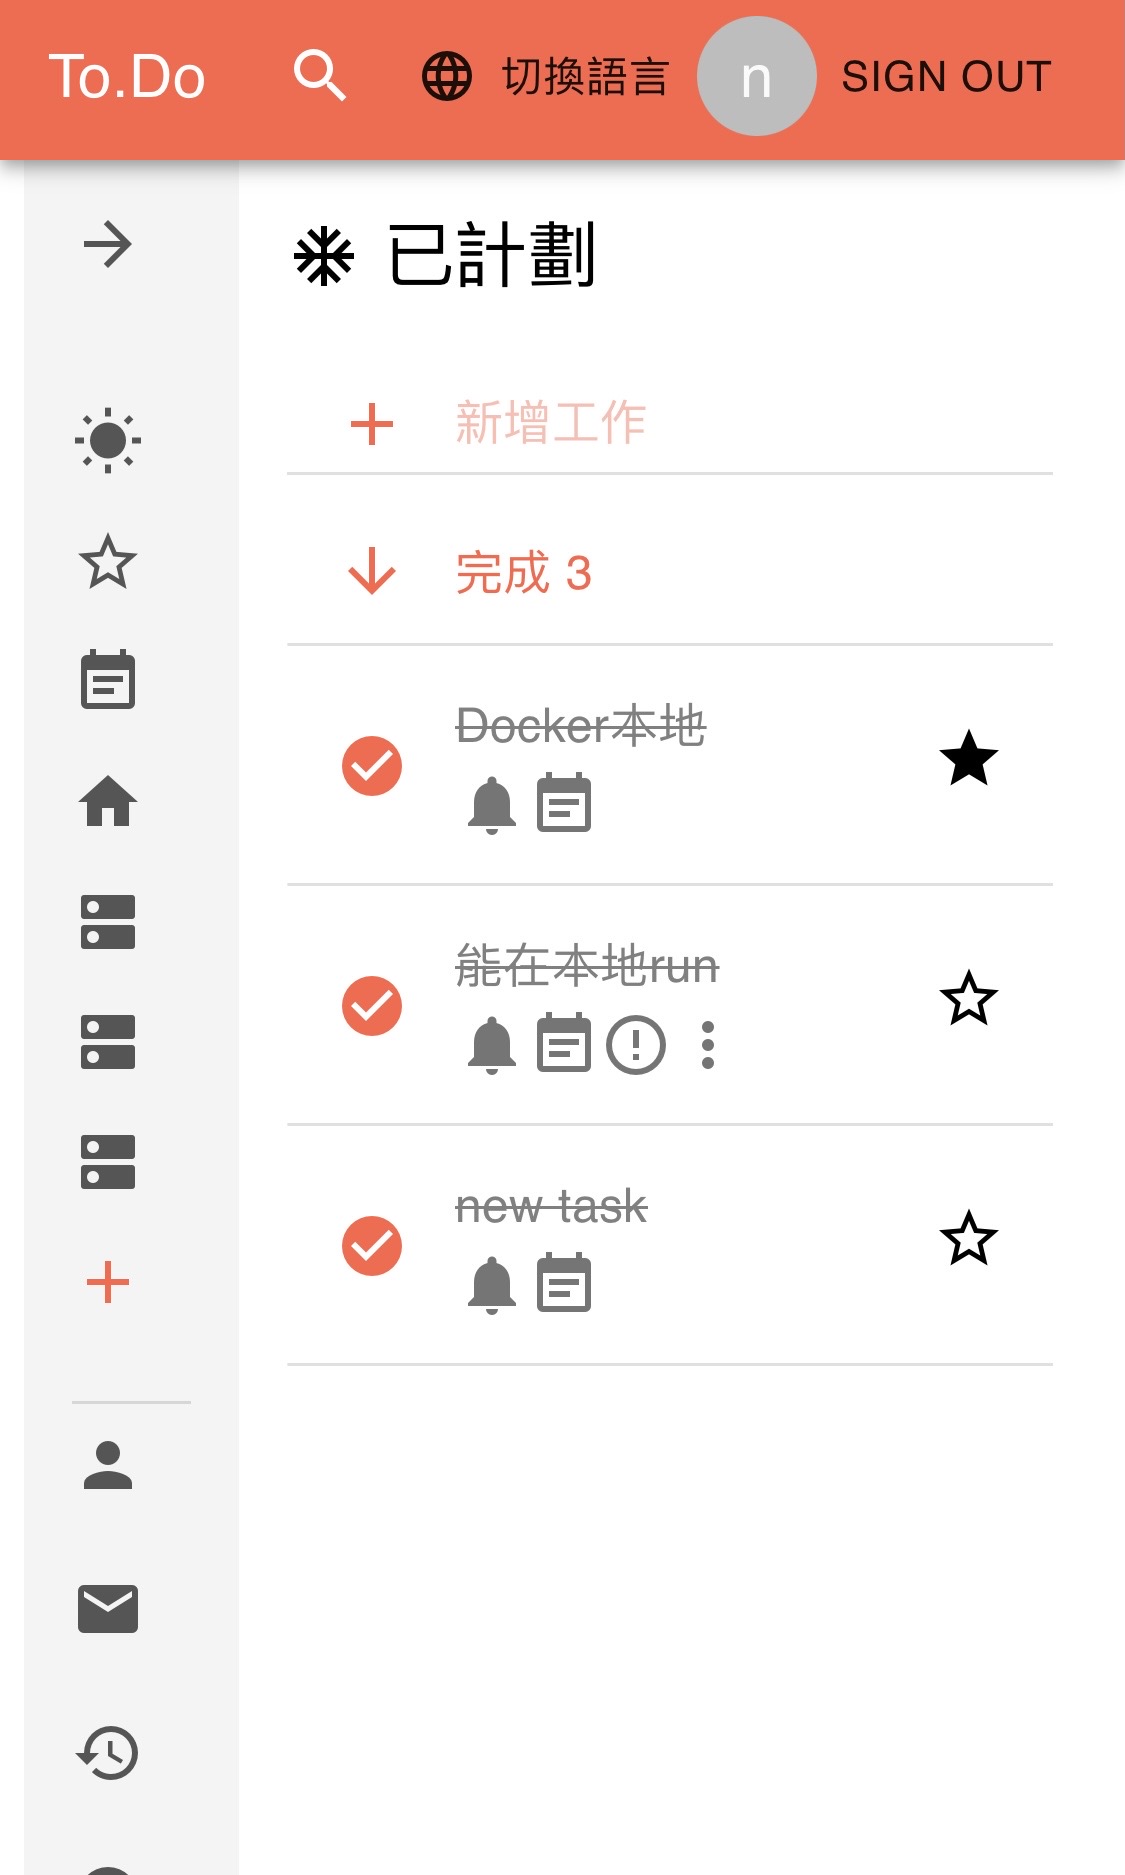 To.Do 切換語言 n SIGN OUT
已計劃
新增工作
完成 3
Docker本地
能在本地run
new task